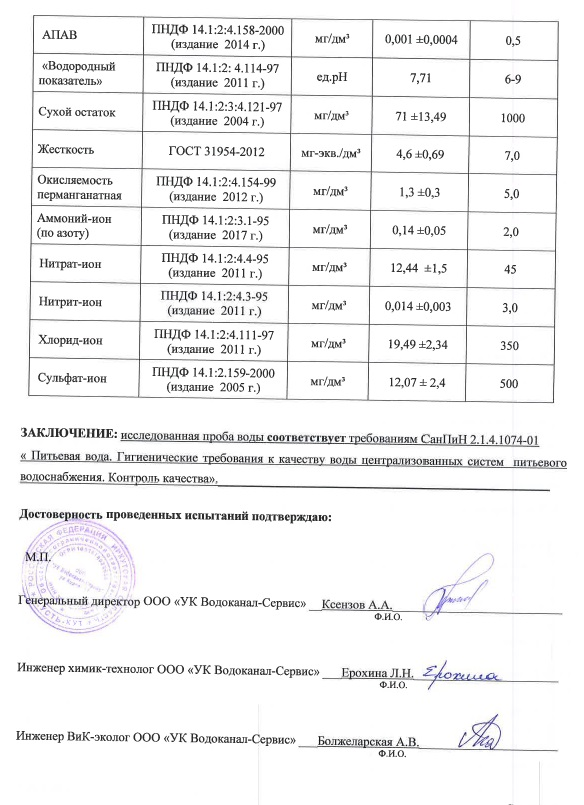 АПАВ ПНДФ 14.1:2:4.158-2000 (издание 2014 г.) мг/дм³ 0,001 ±0,0004 0,5
«Водородный показатель» ПНДФ 14.1:2: 4.114-97 (издание 2011 г.) ед.рН 7,71 6-9
Сухой остаток ПНДФ 14.1:2:3:4.121-97 (издание 2004 г.) мг/дм³ 71 ±13,49 1000
Жесткость ГОСТ 31954-2012 мг-экв./дм³ 4,6 ±0,69 7,0
Окисляемость перманганатная ПНДФ 14.1:2:4.154-99 (издание 2012 г.) мг/дм³ 1,3 ±0,3 5,0
Аммоний-ион (по азоту) ПНДФ 14.1:2:3.1-95 (издание 2017 г.) мг/дм³ 0,14 ±0,05 2,0
Нитрат-ион ПНДФ 14.1:2:4.4-95 (издание 2011 г.) мг/дм³ 12,44 ±1,5 45
Нитрит-ион ПНДФ 14.1:2:4.3-95 (издание 2011 г.) мг/дм³ 0,014 ±0,003 3,0
Хлорид-ион ПНДФ 14.1:2:4.111-97 (издание 2011 г.) мг/дм³ 19,49 ±2,34 350
Сульфат-ион ПНДФ 14.1:2.159-2000 (издание 2005 г.) мг/дм³ 12,07 ± 2,4 500
ЗАКЛЮЧЕНИЕ: исследованная проба воды соответствует требованиям СанПиН 2.1.4.1074-01
« Питьевая вода. Гигиенические требования к качеству воды централизованных систем питьевого
водоснабжения. Контроль качества».
Достоверность проведенных испытаний подтверждаю:
М.П.
Генеральный директор ООО «УК Водоканал-Сервис» Ксензов А.А.
Ф.И.О.
Инженер химик-технолог ООО «УК Водоканал-Сервис» Ерохина Л.Н. Ерохина
Ф.И.О.
Инженер ВиК-эколог ООО «УК Водоканал-Сервис» Болжеларская А.В.
Ф.И.О.